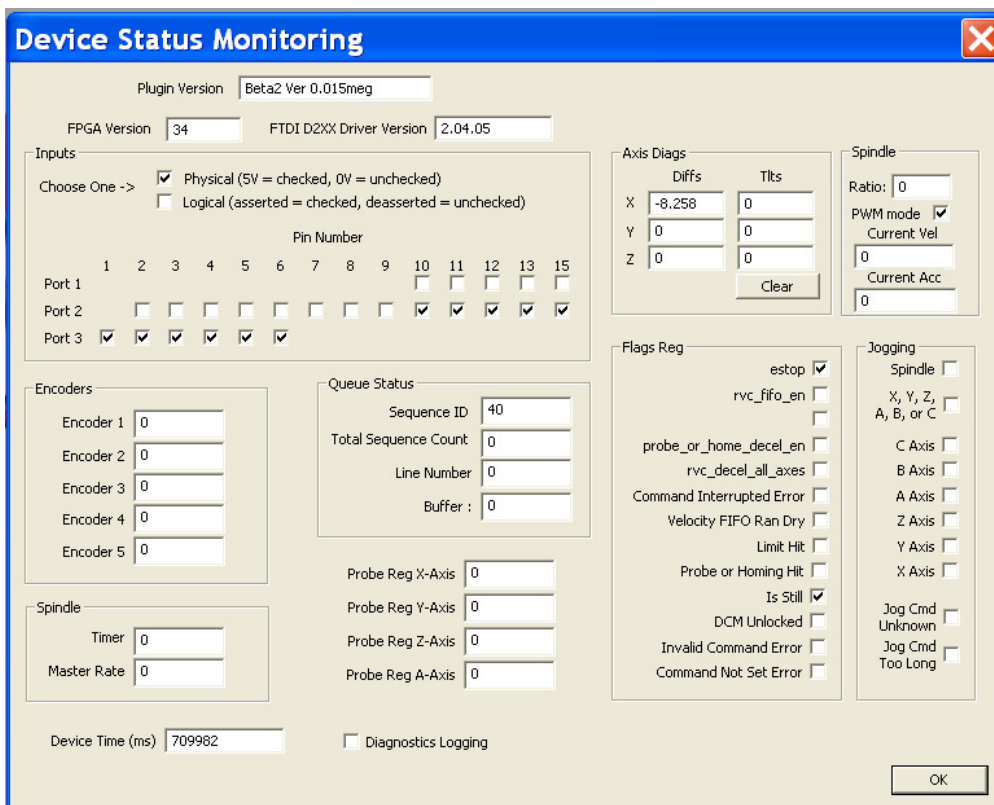 Device Status Monitoring
Plugin Version Beta2 Ver 0.015meg
FPGA Version 34 FTDI D2XX Driver Version 2.04.05
Inputs
Choose One -> Physical (5V = checked, 0V = unchecked)
Logical (asserted = checked, deasserted = unchecked)
Pin Number
1 2 3 4 5 6 7 8 9 10 11 12 13 15
Port 1
Port 2
Port 3
Axis Diags
Diffs Tlts
X -8.258 0
Y 0 0
Z 0 0
Clear
Spindle
Ratio: 0
PWM mode
Current Vel
0
Current Acc
0
Encoders
Encoder 1 0
Encoder 2 0
Encoder 3 0
Encoder 4 0
Encoder 5 0
Queue Status
Sequence ID 40
Total Sequence Count 0
Line Number 0
Buffer : 0
Flags Reg
estop
rvc_fifo_en
probe_or_home_decel_en
rvc_decel_all_axes
Command Interrupted Error
Velocity FIFO Ran Dry
Limit Hit
Probe or Homing Hit
Is Still
DCM Unlocked
Invalid Command Error
Command Not Set Error
Jogging
Spindle
X, Y, Z,
A, B, or C
C Axis
B Axis
A Axis
Z Axis
Y Axis
X Axis
Jog Cmd
Unknown
Jog Cmd
Too Long
Spindle
Timer 0
Master Rate 0
Probe Reg X-Axis 0
Probe Reg Y-Axis 0
Probe Reg Z-Axis 0
Probe Reg A-Axis 0
Device Time (ms) 709982
Diagnostics Logging
OK